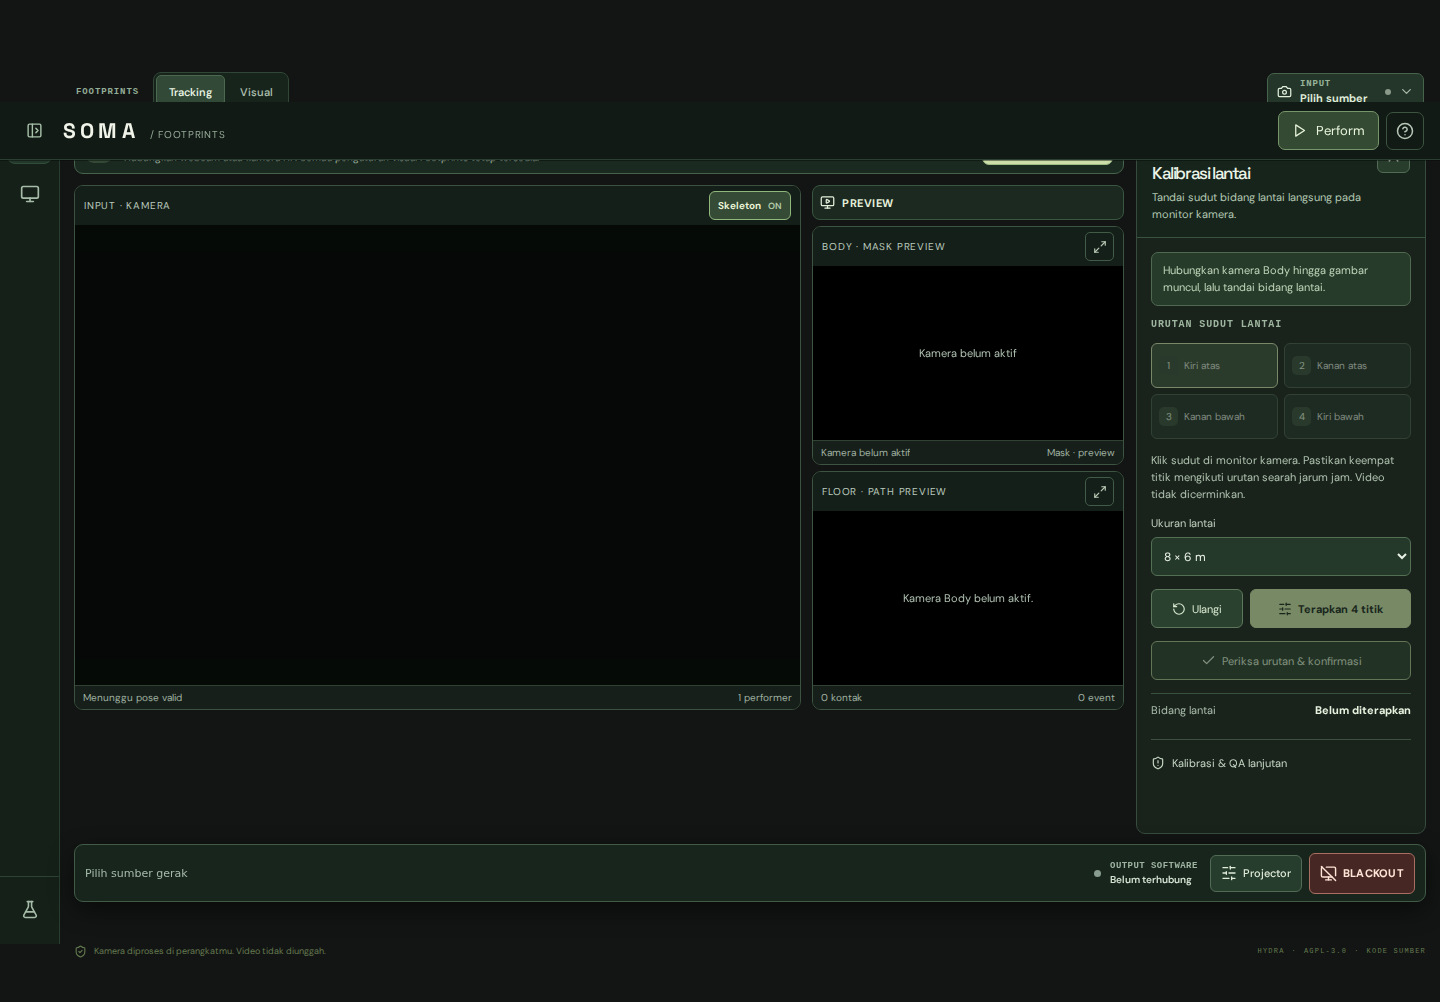 FOOTPRINTS
Tracking
Visual
INPUT
Pilih sumber
SOMA
/ FOOTPRINTS
Perform
INPUT · KAMERA
Skeleton ON
Menunggu pose valid
1 performer
PREVIEW
BODY · MASK PREVIEW
Kamera belum aktif
Kamera belum aktif
Mask · preview
FLOOR · PATH PREVIEW
Kamera Body belum aktif.
0 kontak
0 event
Kalibrasi lantai
Tandai sudut bidang lantai langsung pada
monitor kamera.
Hubungkan kamera Body hingga gambar
muncul, lalu tandai bidang lantai.
URUTAN SUDUT LANTAI
1 Kiri atas
2 Kanan atas
3 Kanan bawah
4 Kiri bawah
Klik sudut di monitor kamera. Pastikan keempat
titik mengikuti urutan searah jarum jam. Video
tidak dicerminkan.
Ukuran lantai
8 × 6 m
Ulangi
Terapkan 4 titik
Periksa urutan & konfirmasi
Bidang lantai
Belum diterapkan
Kalibrasi & QA lanjutan
Pilih sumber gerak
OUTPUT SOFTWARE
Belum terhubung
Projector
BLACKOUT
Kamera diproses di perangkatmu. Video tidak diunggah.
HYDRA · AGPL-3.0 · KODE SUMBER